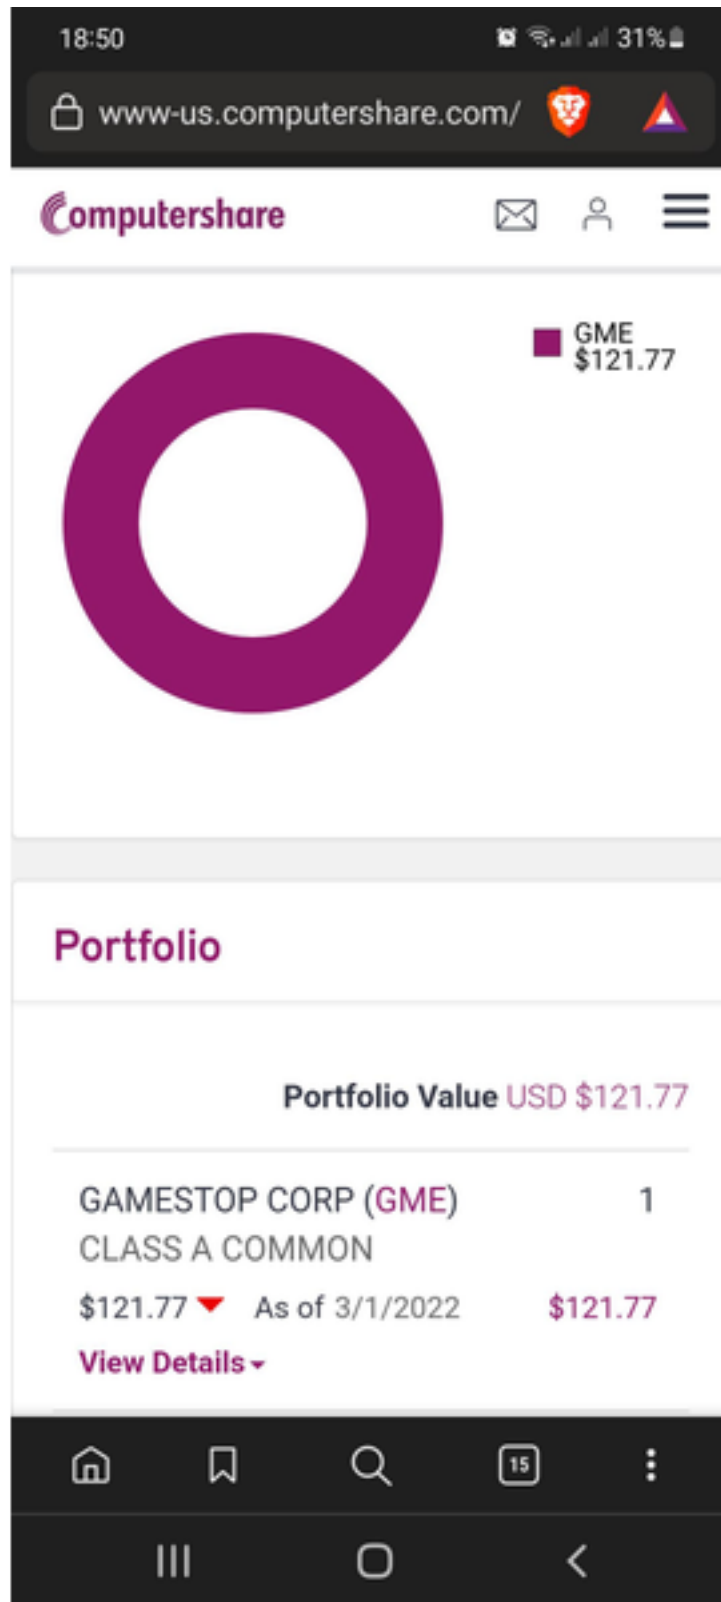 18:50 31%
www-us.computershare.com/
Computershare
GME
$121.77
Portfolio
Portfolio Value USD $121.77
GAMESTOP CORP (GME) 1
CLASS A COMMON
$121.77 As of 3/1/2022 $121.77
View Details
15